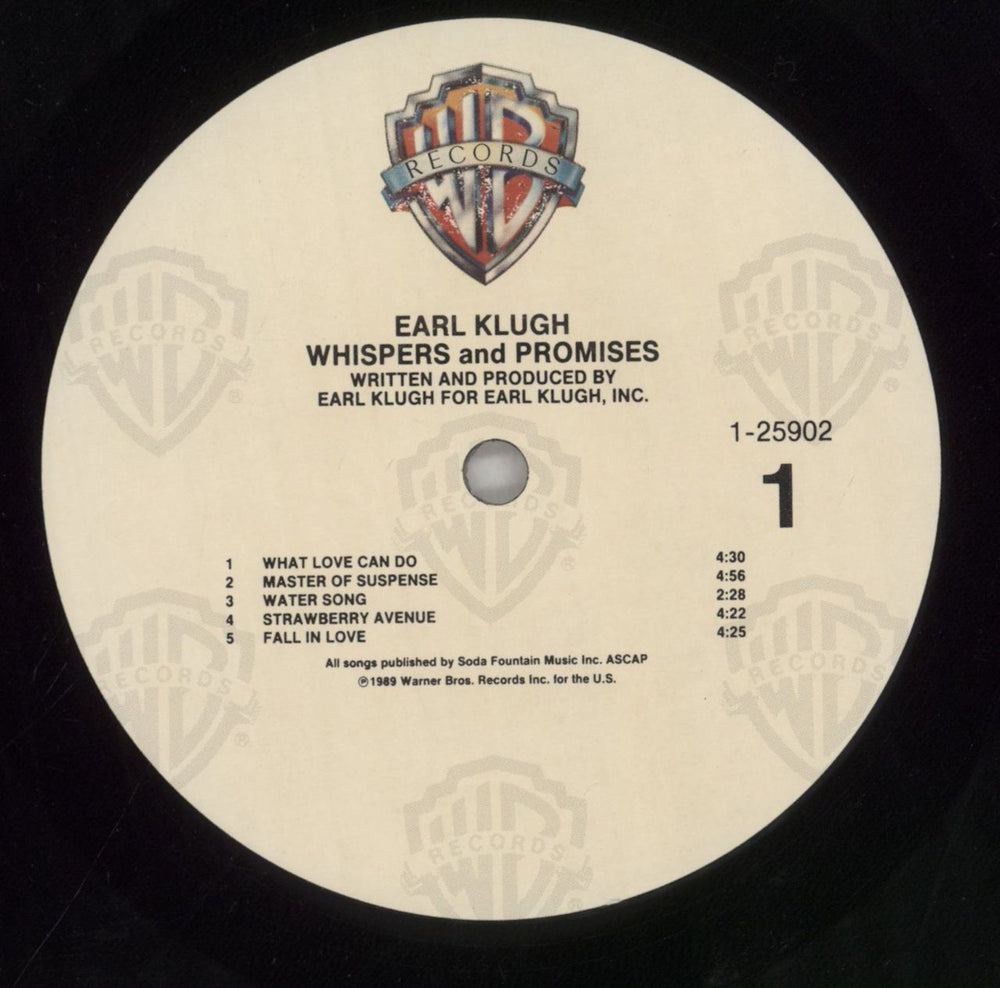 RECORDS
EARL KLUGH
WHISPERS and PROMISES
WRITTEN AND PRODUCED BY
EARL KLUGH FOR EARL KLUGH, INC.
1-25902
1
1 WHAT LOVE CAN DO 4:30
2 MASTER OF SUSPENSE 4:56
3 WATER SONG 2:28
4 STRAWBERRY AVENUE 4:22
5 FALL IN LOVE 4:25
All songs published by Soda Fountain Music Inc. ASCAP
℗1989 Warner Bros. Records Inc. for the U.S.